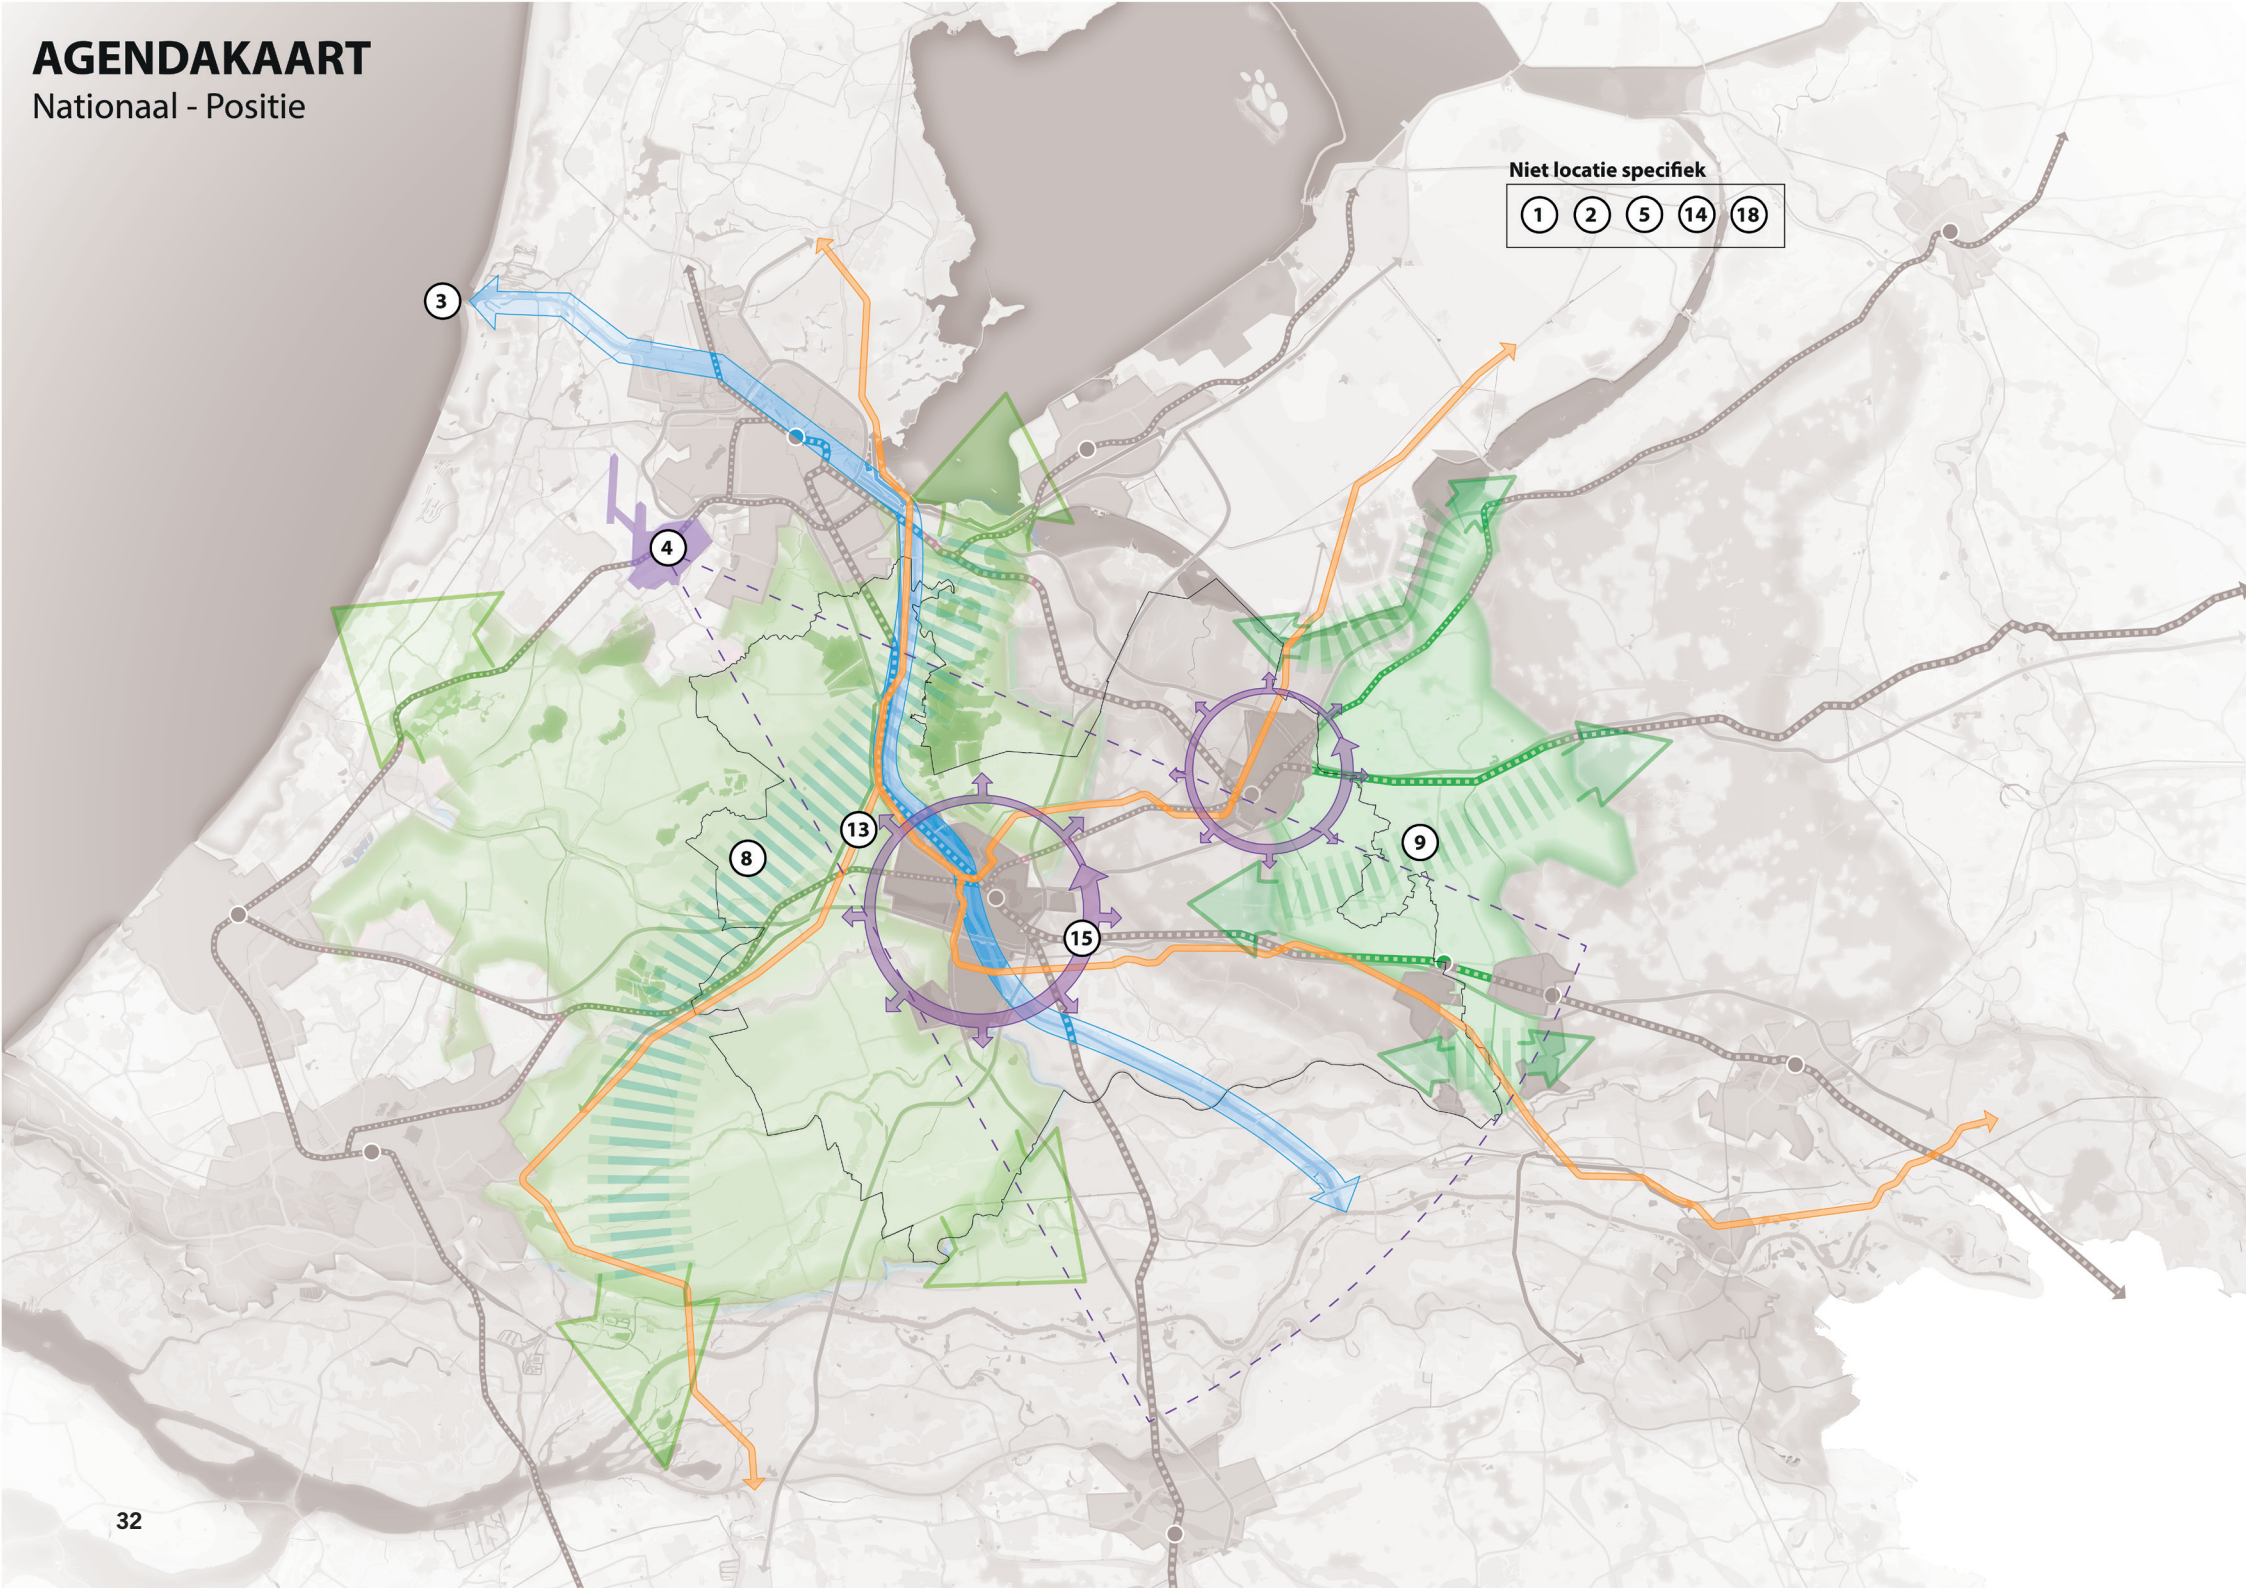 AGENDAKAART
Nationaal - Positie
Niet locatie specifiek
1 2 5 14 18
3
4
13
8
9
15
32